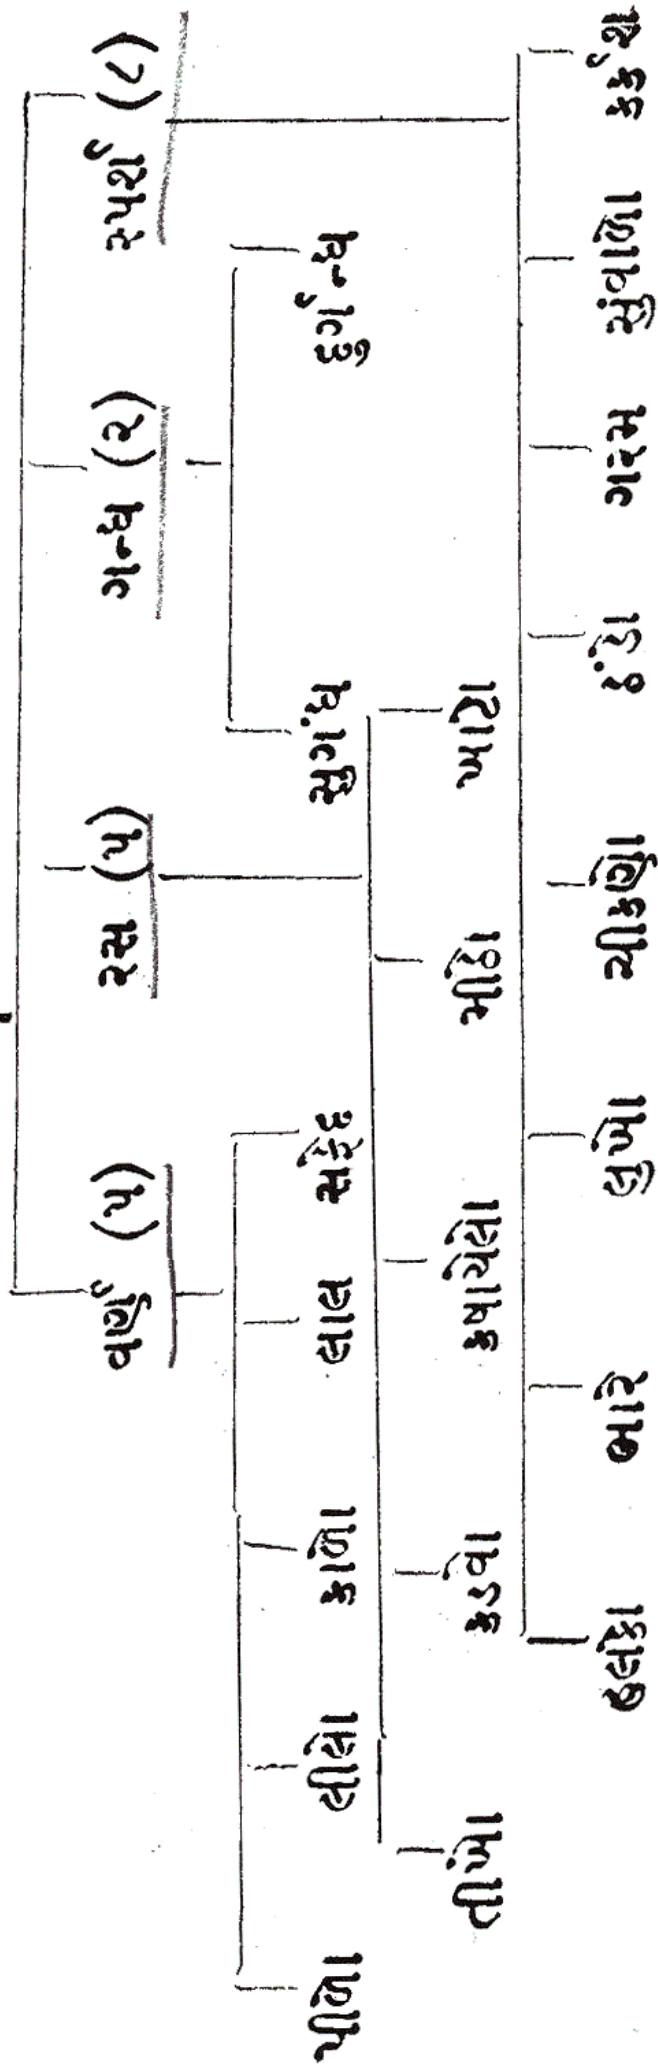 વર્ણ (૫) રસ (૫) ગન્ધ (૨) સ્પર્શ (૮)
પીળો લીલો કાળો લાલ સફેદ સુગંધ દુર્ગન્ધ
તીખો કડવો કષાયેલો મીઠો ખાટો
હલકો ભારે લુખો ચીકણો ઠંડો ગરમ સુંવાળો કર્કશ